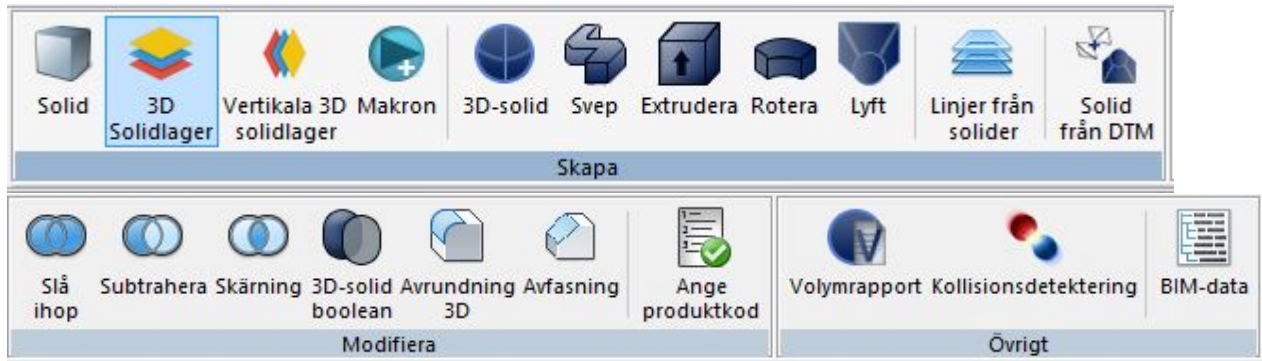 Solid 3D Vertikala 3D Makron 3D-solid Svep Extrudera Rotera Lyft Linjer från Solid
Solidlager solidlager solider från DTM
Skapa
Slå Subtrahera Skärning 3D-solid Avrundning Avfasning Ange Volymrapport Kollisionsdetektering BIM-data
ihop boolean 3D produktkod
Modifiera Övrigt